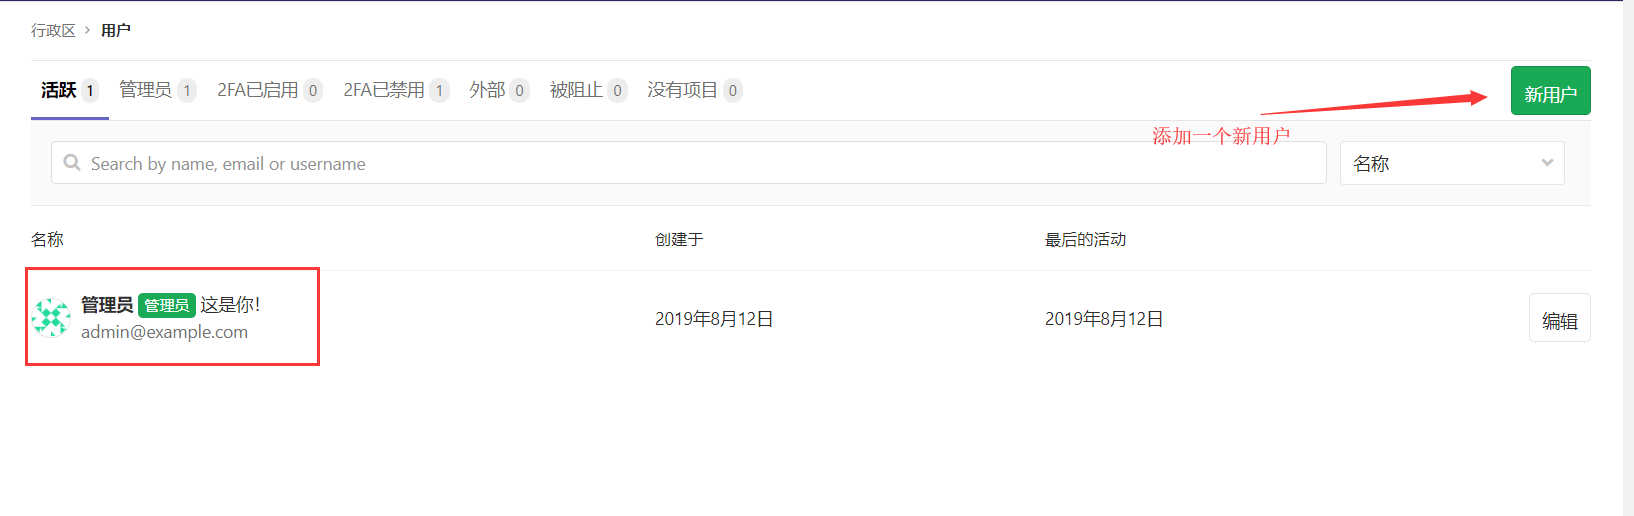 行政区 > 用户
活跃 1 管理员 1 2FA已启用 0 2FA已禁用 1 外部 0 被阻止 0 没有项目 0
新用户
添加一个新用户
Search by name, email or username
名称
名称 创建于 最后的活动
管理员 管理员 这是你!
admin@example.com
2019年8月12日 2019年8月12日
编辑